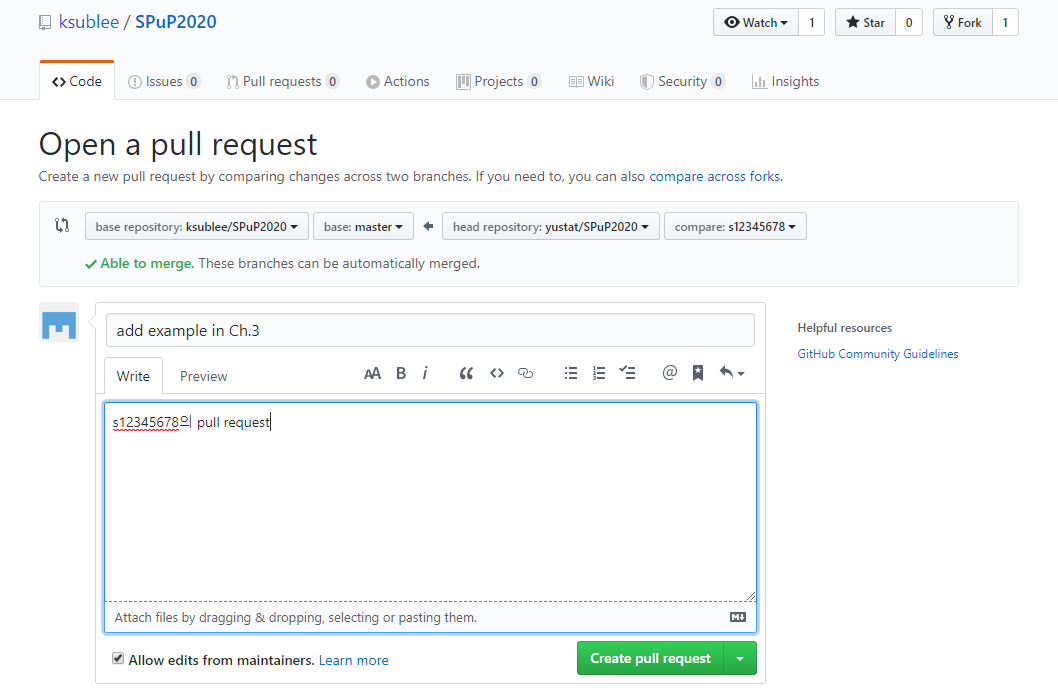 ksublee / SPuP2020
Watch 1 Star 0 Fork 1
Code Issues 0 Pull requests 0 Actions Projects 0 Wiki Security 0 Insights
Open a pull request
Create a new pull request by comparing changes across two branches. If you need to, you can also compare across forks.
base repository: ksublee/SPuP2020 base: master head repository: yustat/SPuP2020 compare: s12345678
Able to merge. These branches can be automatically merged.
add example in Ch.3
Helpful resources
GitHub Community Guidelines
Write Preview AA B i
s12345678의 pull request
Attach files by dragging & dropping, selecting or pasting them.
Allow edits from maintainers. Learn more
Create pull request